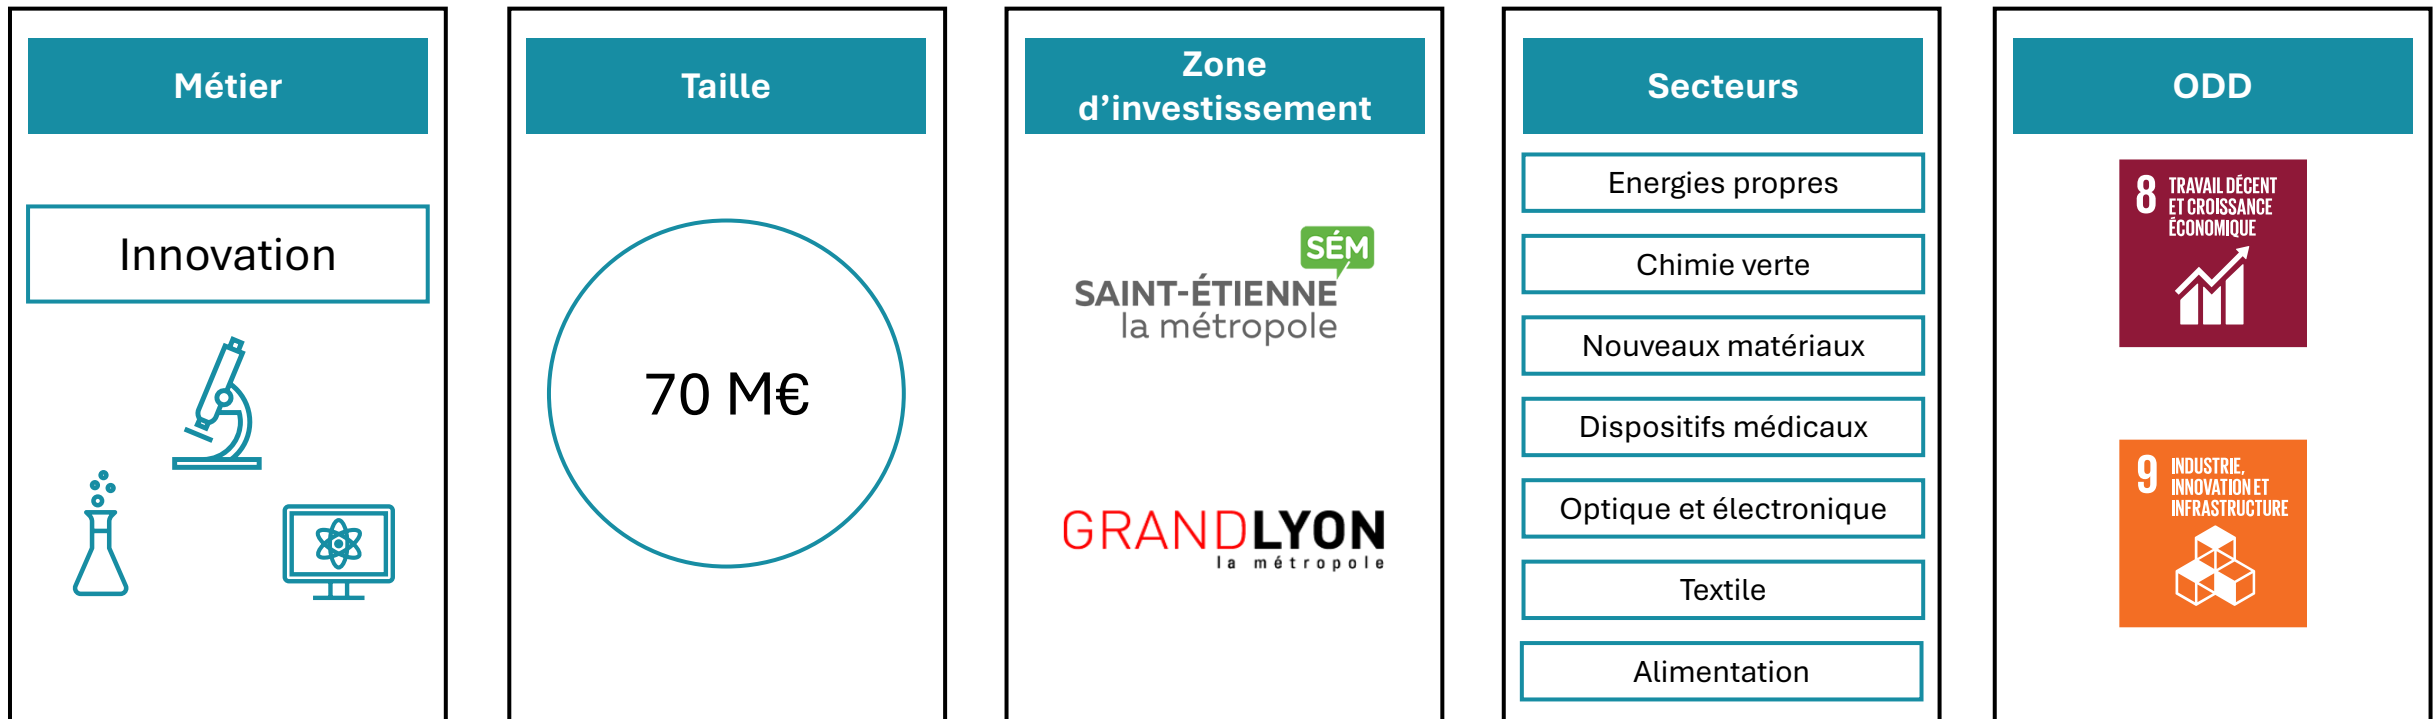 Métier
Innovation
Taille
70 M€
Zone
d’investissement
SÉM
SAINT-ÉTIENNE
la métropole
GRANDLYON
la métropole
Secteurs
Energies propres
Chimie verte
Nouveaux matériaux
Dispositifs médicaux
Optique et électronique
Textile
Alimentation
ODD
8 TRAVAIL DÉCENT
ET CROISSANCE
ÉCONOMIQUE
9 INDUSTRIE,
INNOVATION ET
INFRASTRUCTURE